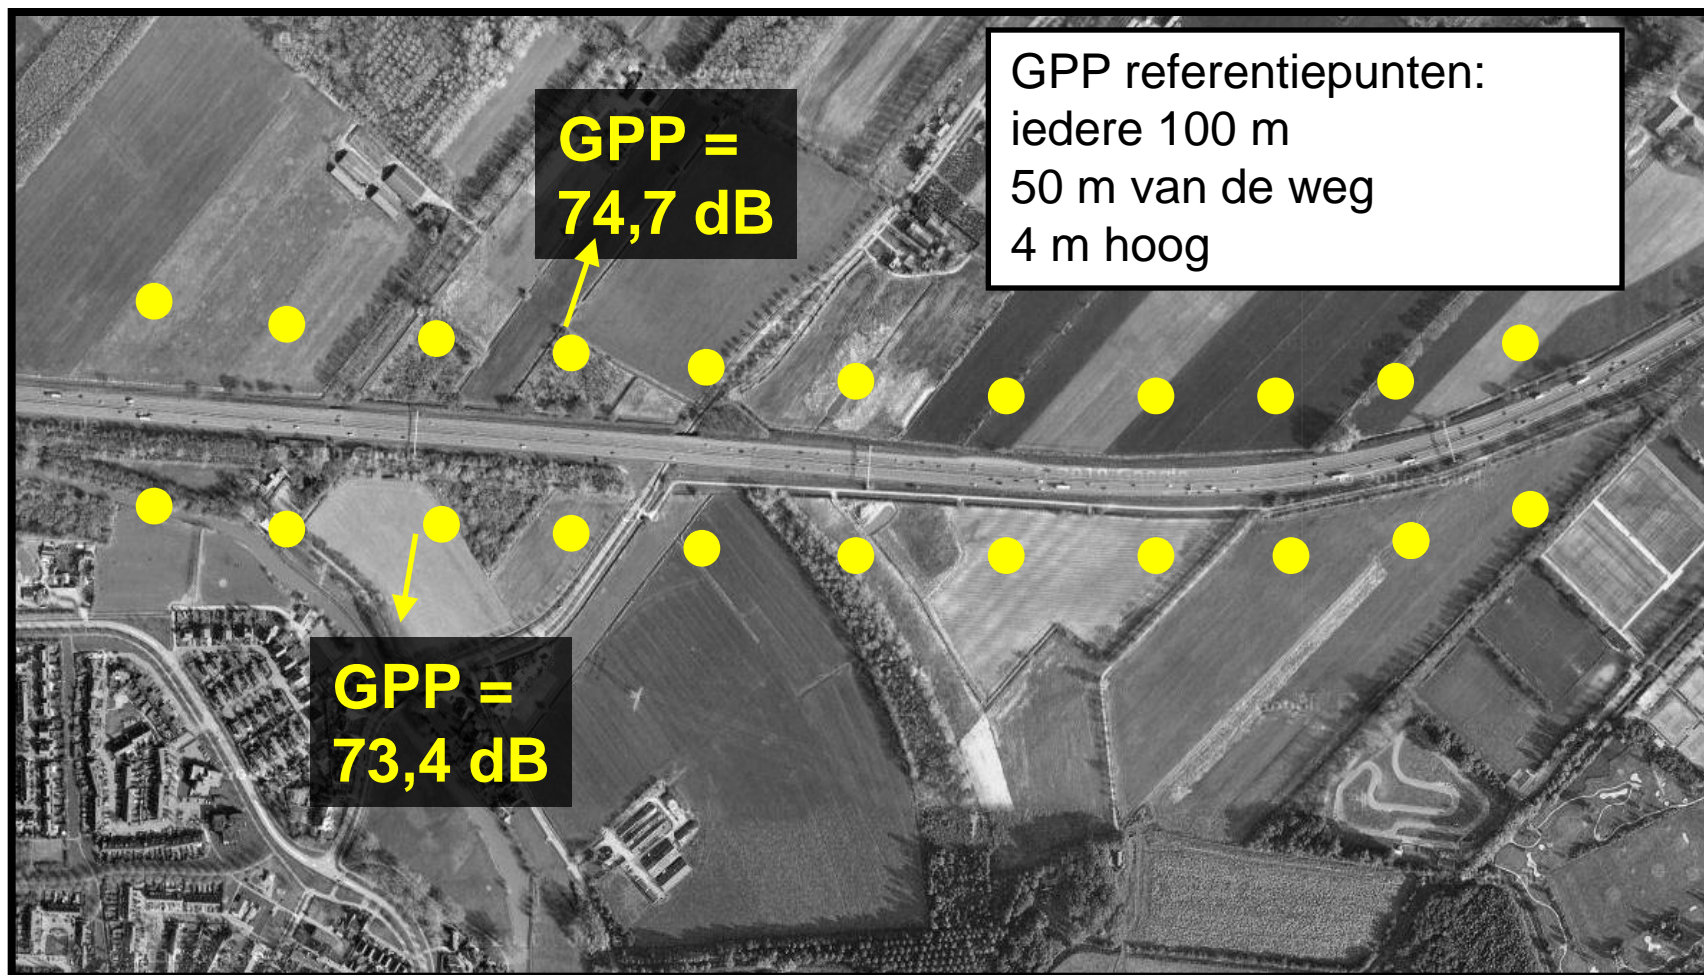 GPP referentiepunten:
iedere 100 m
50 m van de weg
4 m hoog
GPP =
74,7 dB
GPP =
73,4 dB